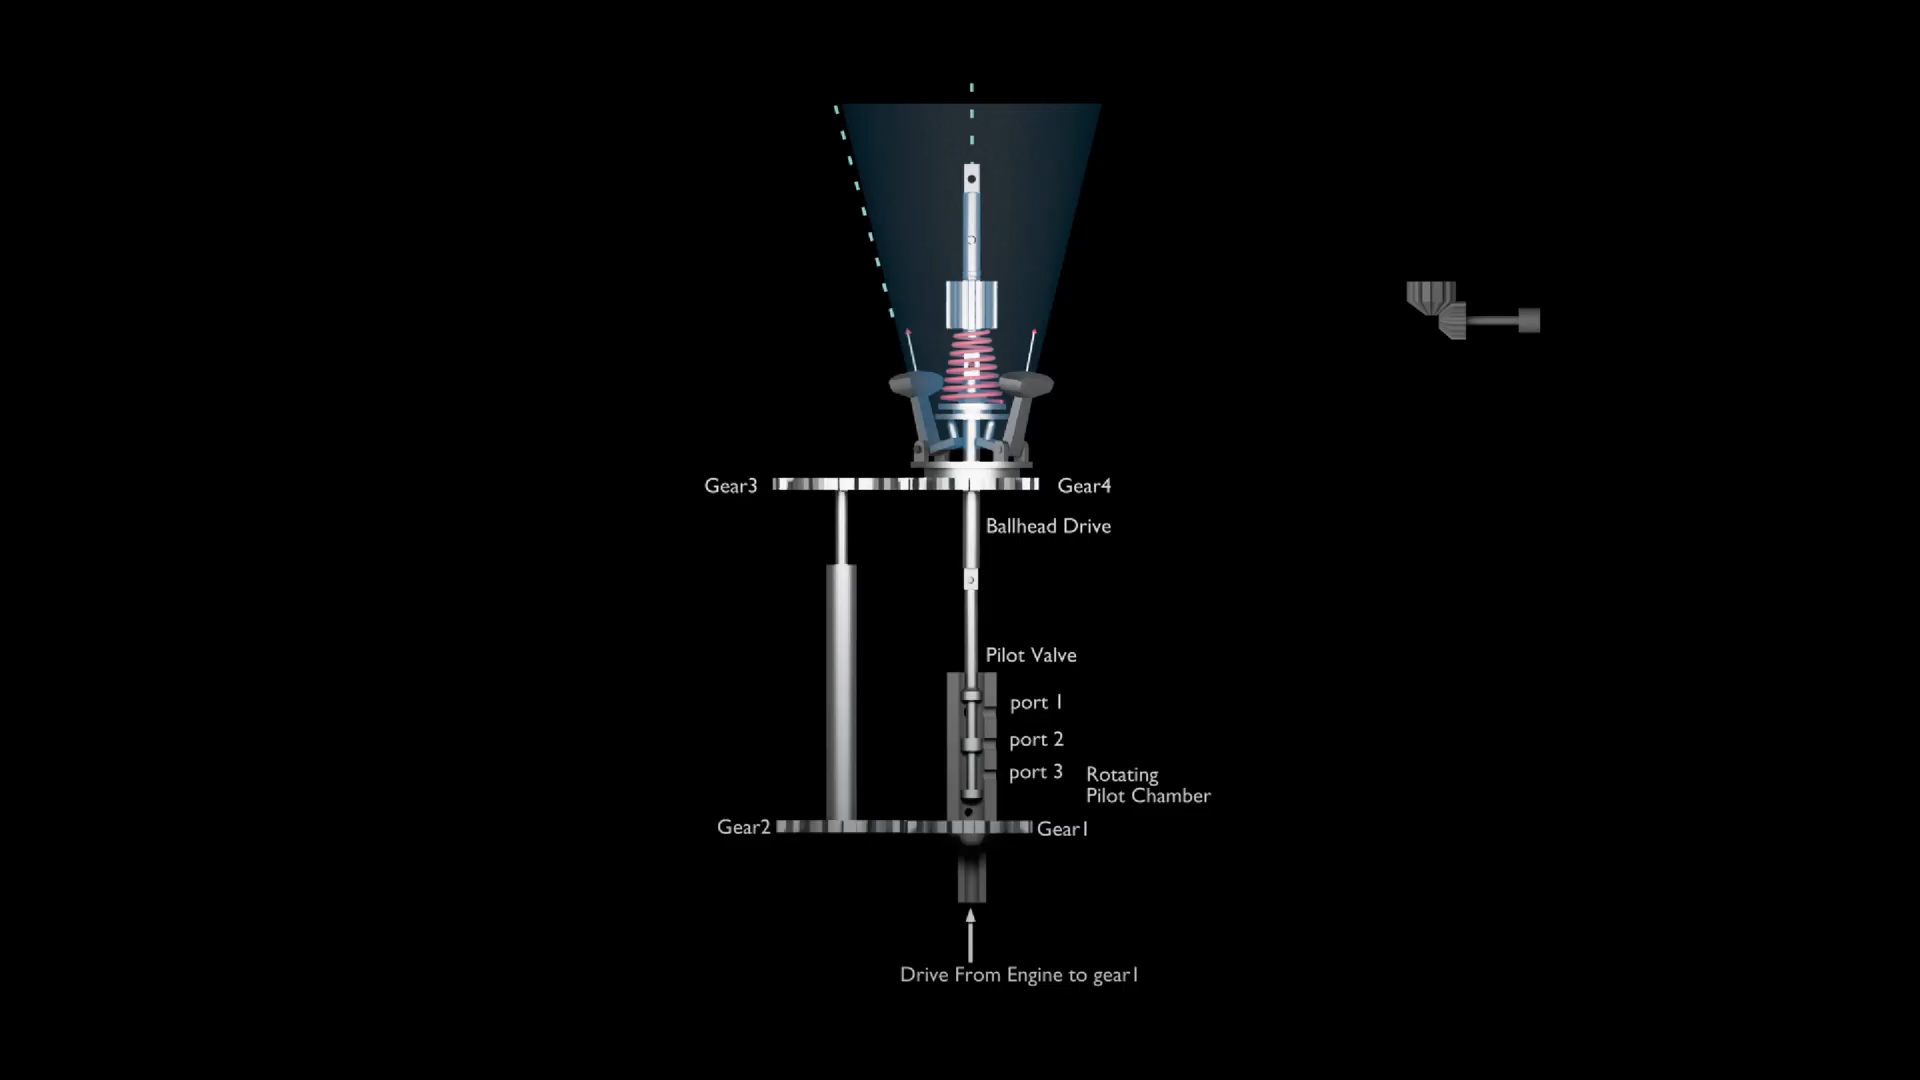 Gear3
Gear4
Ballhead Drive
Pilot Valve
port 1
port 2
port 3
Rotating
Pilot Chamber
Gear2
Gear1
Drive From Engine to gear1